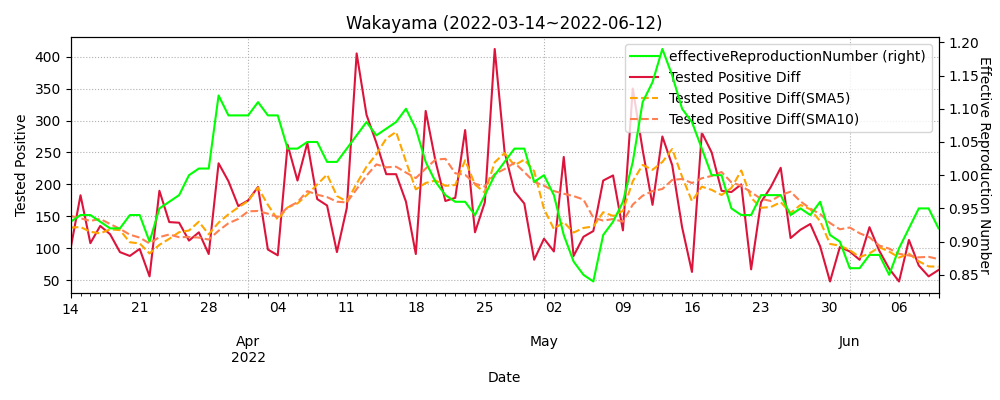 Wakayama (2022-03-14~2022-06-12)
effectiveReproductionNumber (right)
Tested Positive Diff
Tested Positive Diff(SMA5)
Tested Positive Diff(SMA10)
Tested Positive
400
350
300
250
200
150
100
50
1.20
1.15
1.10
1.05
1.00
0.95
0.90
0.85
Effective Reproduction Number
14 21 28 04 11 18 25 02 09 16 23 30 06
Apr May Jun
2022
Date